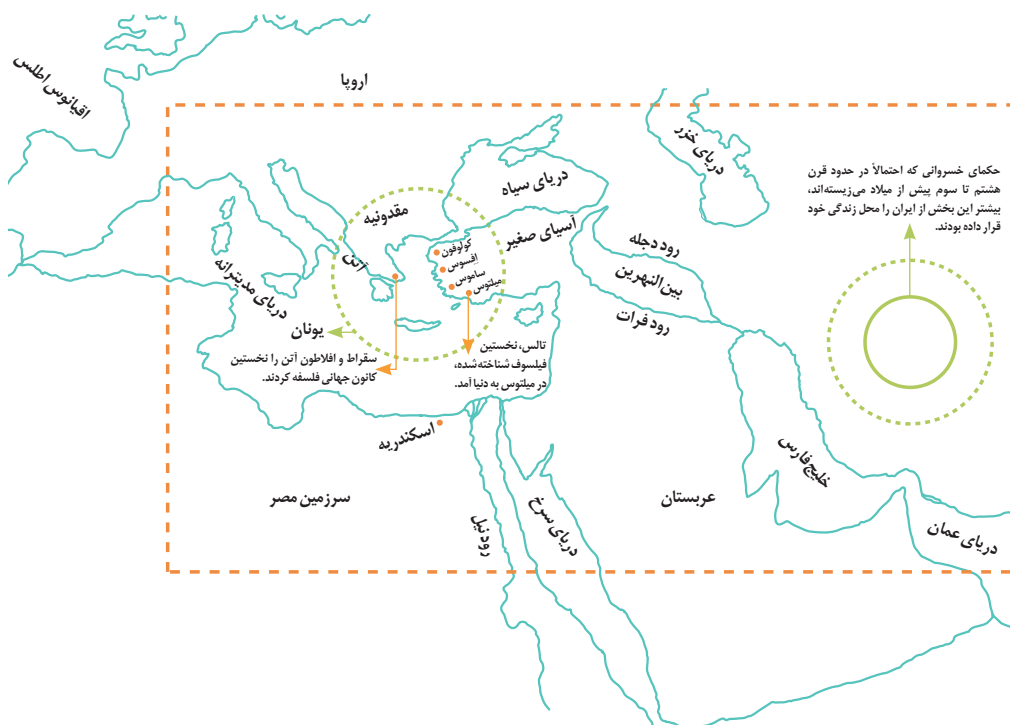 اروپا
اقیانوس اطلس
دریای خزر
حکمای خسروانی که احتمالاً در حدود قرن
هشتم تا سوم پیش از میلاد می‌زیسته‌اند،
بیشتر این بخش از ایران را محل زندگی خود
قرار داده بودند.
دریای سیاه
مقدونیه
آسیای صغیر
کولوفون
اِفسوس
ساموس
میلتوس
آتن
رود دجله
بین‌النهرین
رود فرات
دریای مدیترانه
یونان
تالس، نخستین
فیلسوف شناخته‌شده،
در میلتوس به دنیا آمد.
سقراط و افلاطون آتن را نخستین
کانون جهانی فلسفه کردند.
اسکندریه
خلیج فارس
سرزمین مصر
عربستان
رود نیل
دریای سرخ
دریای عمان